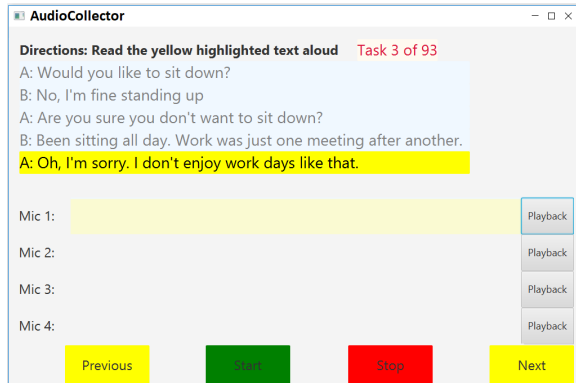 AudioCollector
Directions: Read the yellow highlighted text aloud Task 3 of 93
A: Would you like to sit down?
B: No, I'm fine standing up
A: Are you sure you don't want to sit down?
B: Been sitting all day. Work was just one meeting after another.
A: Oh, I'm sorry. I don't enjoy work days like that.
Mic 1: Playback
Mic 2: Playback
Mic 3: Playback
Mic 4: Playback
Previous Start Stop Next